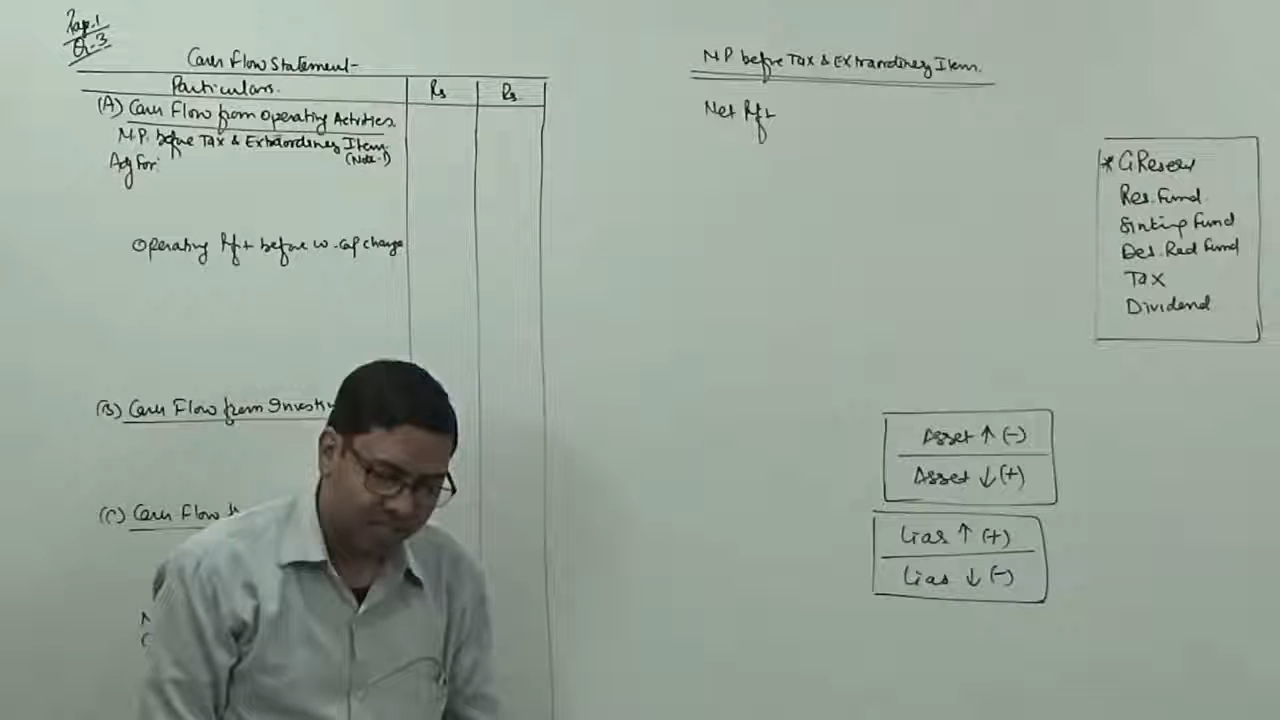 Page.1
Q.3
Cash Flow Statement-
Particulars. Rs Rs
(A) Cash Flow from Operating Activities.
N.P. before Tax & Extraordinary Item
(Note-1)
Adj For:
Operating Pft before w.cap change
(B) Cash Flow from Investi
(C) Cash Flow
N.P before Tax & Extraordinary Item.
Net Pft
* G Reserv
Res. Fund
Sinking Fund
Deb. Red Fund
Tax
Dividend
Asset ↑ (-)
Asset ↓ (+)
Lias ↑ (+)
Lias ↓ (-)